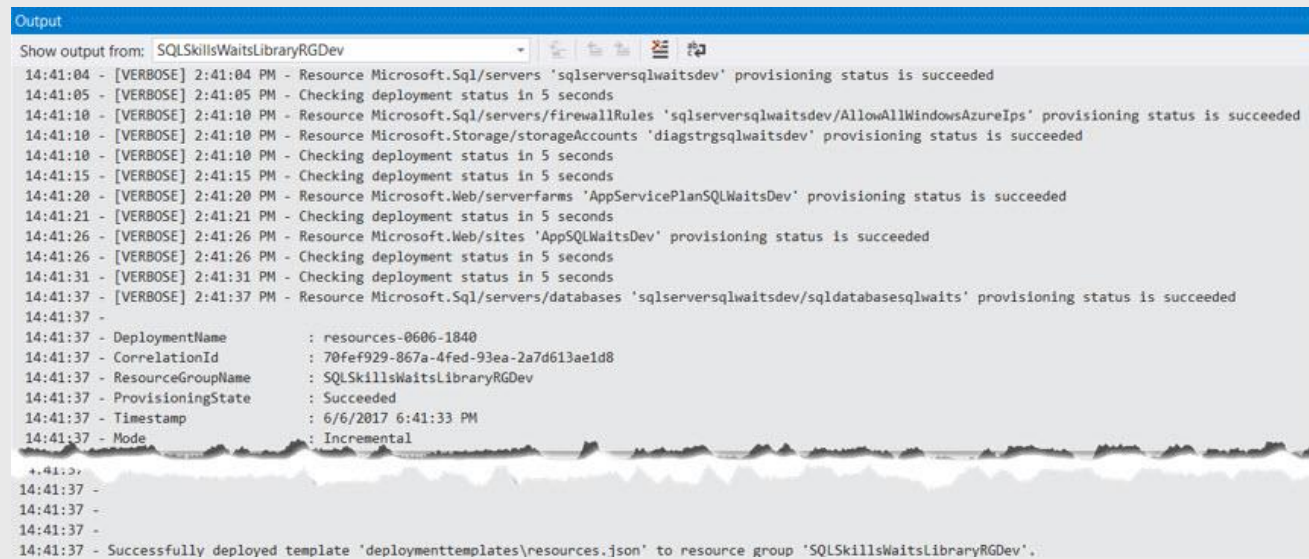 Output
Show output from: SQLSkillsWaitsLibraryRGDev
14:41:04 - [VERBOSE] 2:41:04 PM - Resource Microsoft.Sql/servers 'sqlserversqlwaitsdev' provisioning status is succeeded
14:41:05 - [VERBOSE] 2:41:05 PM - Checking deployment status in 5 seconds
14:41:10 - [VERBOSE] 2:41:10 PM - Resource Microsoft.Sql/servers/firewallRules 'sqlserversqlwaitsdev/AllowAllWindowsAzureIps' provisioning status is succeeded
14:41:10 - [VERBOSE] 2:41:10 PM - Resource Microsoft.Storage/storageAccounts 'diagstrgsqlwaitsdev' provisioning status is succeeded
14:41:10 - [VERBOSE] 2:41:10 PM - Checking deployment status in 5 seconds
14:41:15 - [VERBOSE] 2:41:15 PM - Checking deployment status in 5 seconds
14:41:20 - [VERBOSE] 2:41:20 PM - Resource Microsoft.Web/serverfarms 'AppServicePlanSQLWaitsDev' provisioning status is succeeded
14:41:21 - [VERBOSE] 2:41:21 PM - Checking deployment status in 5 seconds
14:41:26 - [VERBOSE] 2:41:26 PM - Resource Microsoft.Web/sites 'AppSQLWaitsDev' provisioning status is succeeded
14:41:26 - [VERBOSE] 2:41:26 PM - Checking deployment status in 5 seconds
14:41:31 - [VERBOSE] 2:41:31 PM - Checking deployment status in 5 seconds
14:41:37 - [VERBOSE] 2:41:37 PM - Resource Microsoft.Sql/servers/databases 'sqlserversqlwaitsdev/sqldatabasesqlwaits' provisioning status is succeeded
14:41:37 -
14:41:37 - DeploymentName : resources-0606-1840
14:41:37 - CorrelationId : 70fef929-867a-4fed-93ea-2a7d613ae1d8
14:41:37 - ResourceGroupName : SQLSkillsWaitsLibraryRGDev
14:41:37 - ProvisioningState : Succeeded
14:41:37 - Timestamp : 6/6/2017 6:41:33 PM
14:41:37 - Mode : Incremental
14:41:37 -
14:41:37 -
14:41:37 -
14:41:37 - Successfully deployed template 'deploymenttemplates\resources.json' to resource group 'SQLSkillsWaitsLibraryRGDev'.